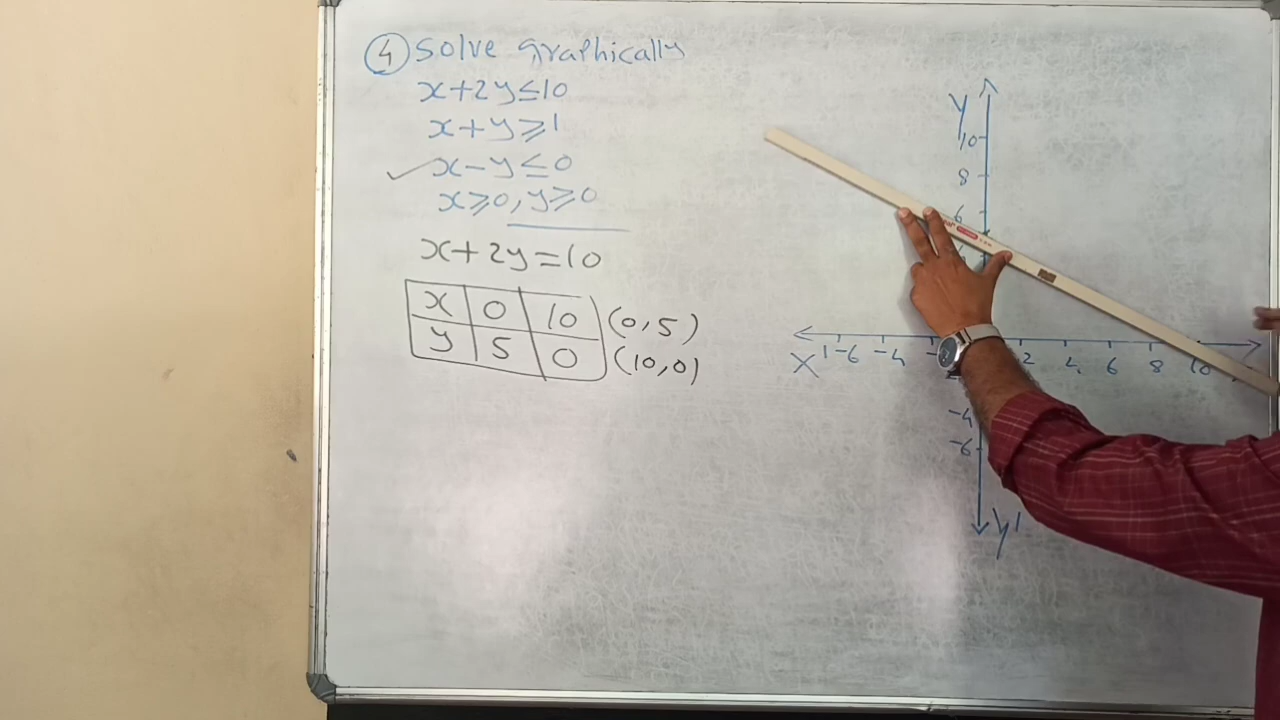 ④ Solve graphically
x+2y≤10
x+y≥1
✓x-y≤0
x≥0, y≥0
x+2y=10
x 0 10 (0,5)
y 5 0 (10,0)
y
10
8
6
X' -6 -4 2 4 6 8 10
-4
-6
y'